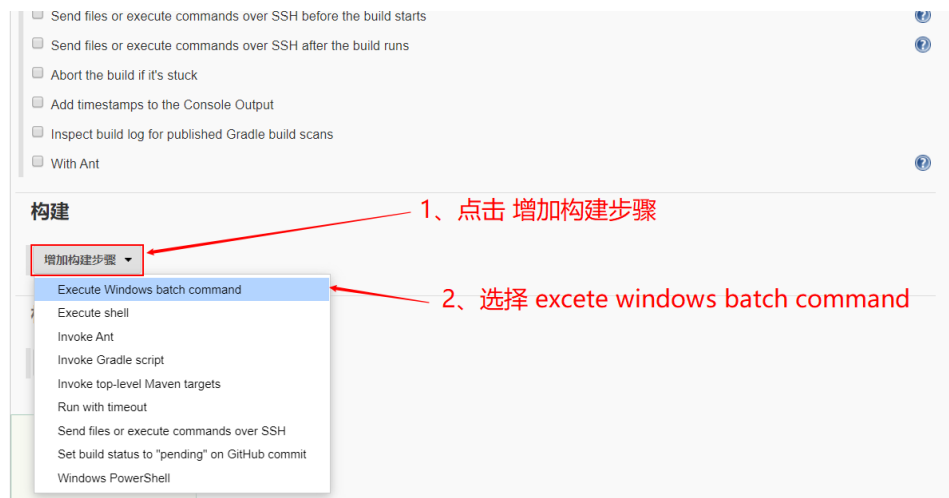 Send files or execute commands over SSH before the build starts
Send files or execute commands over SSH after the build runs
Abort the build if it's stuck
Add timestamps to the Console Output
Inspect build log for published Gradle build scans
With Ant
构建
1、点击 增加构建步骤
增加构建步骤
Execute Windows batch command
2、选择 excete windows batch command
Execute shell
Invoke Ant
Invoke Gradle script
Invoke top-level Maven targets
Run with timeout
Send files or execute commands over SSH
Set build status to "pending" on GitHub commit
Windows PowerShell